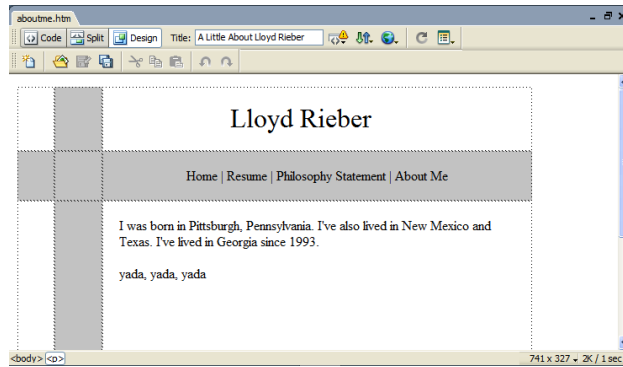 aboutme.htm
Code Split Design Title: A Little About Lloyd Rieber
Lloyd Rieber
Home | Resume | Philosophy Statement | About Me
I was born in Pittsburgh, Pennsylvania. I've also lived in New Mexico and
Texas. I've lived in Georgia since 1993.
yada, yada, yada
<body> <p> 741 x 327 2K / 1 sec